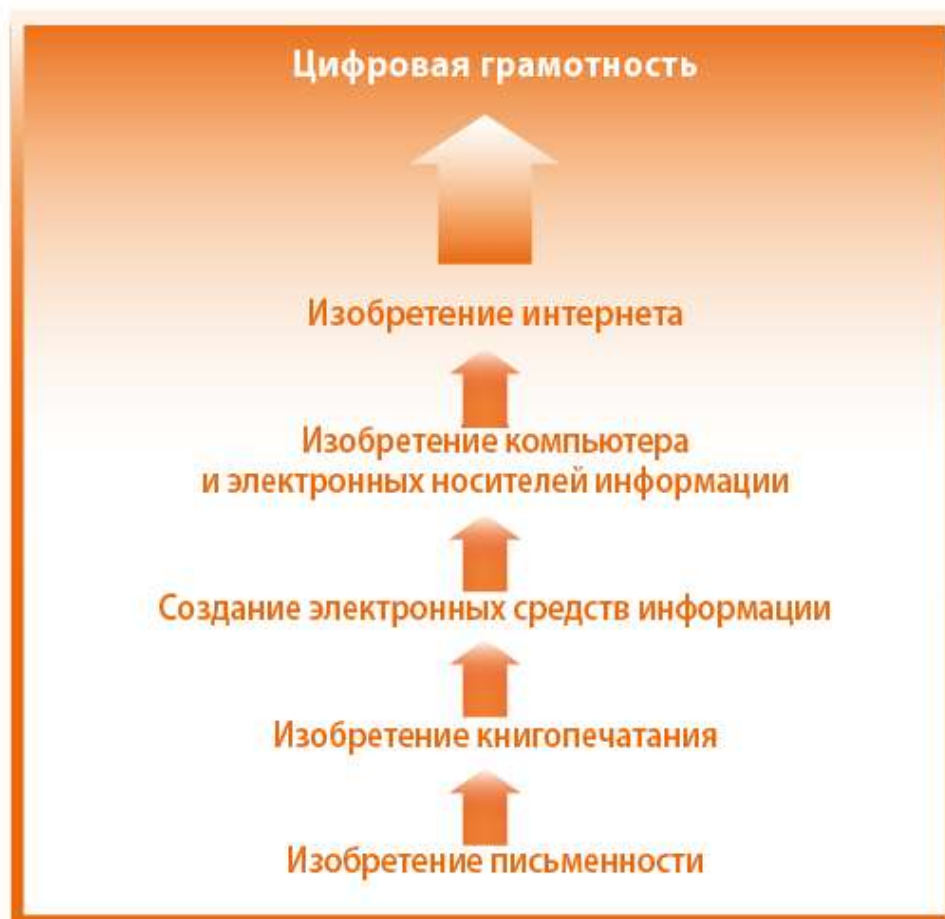 Цифровая грамотность
Изобретение интернета
Изобретение компьютера
и электронных носителей информации
Создание электронных средств информации
Изобретение книгопечатания
Изобретение письменности